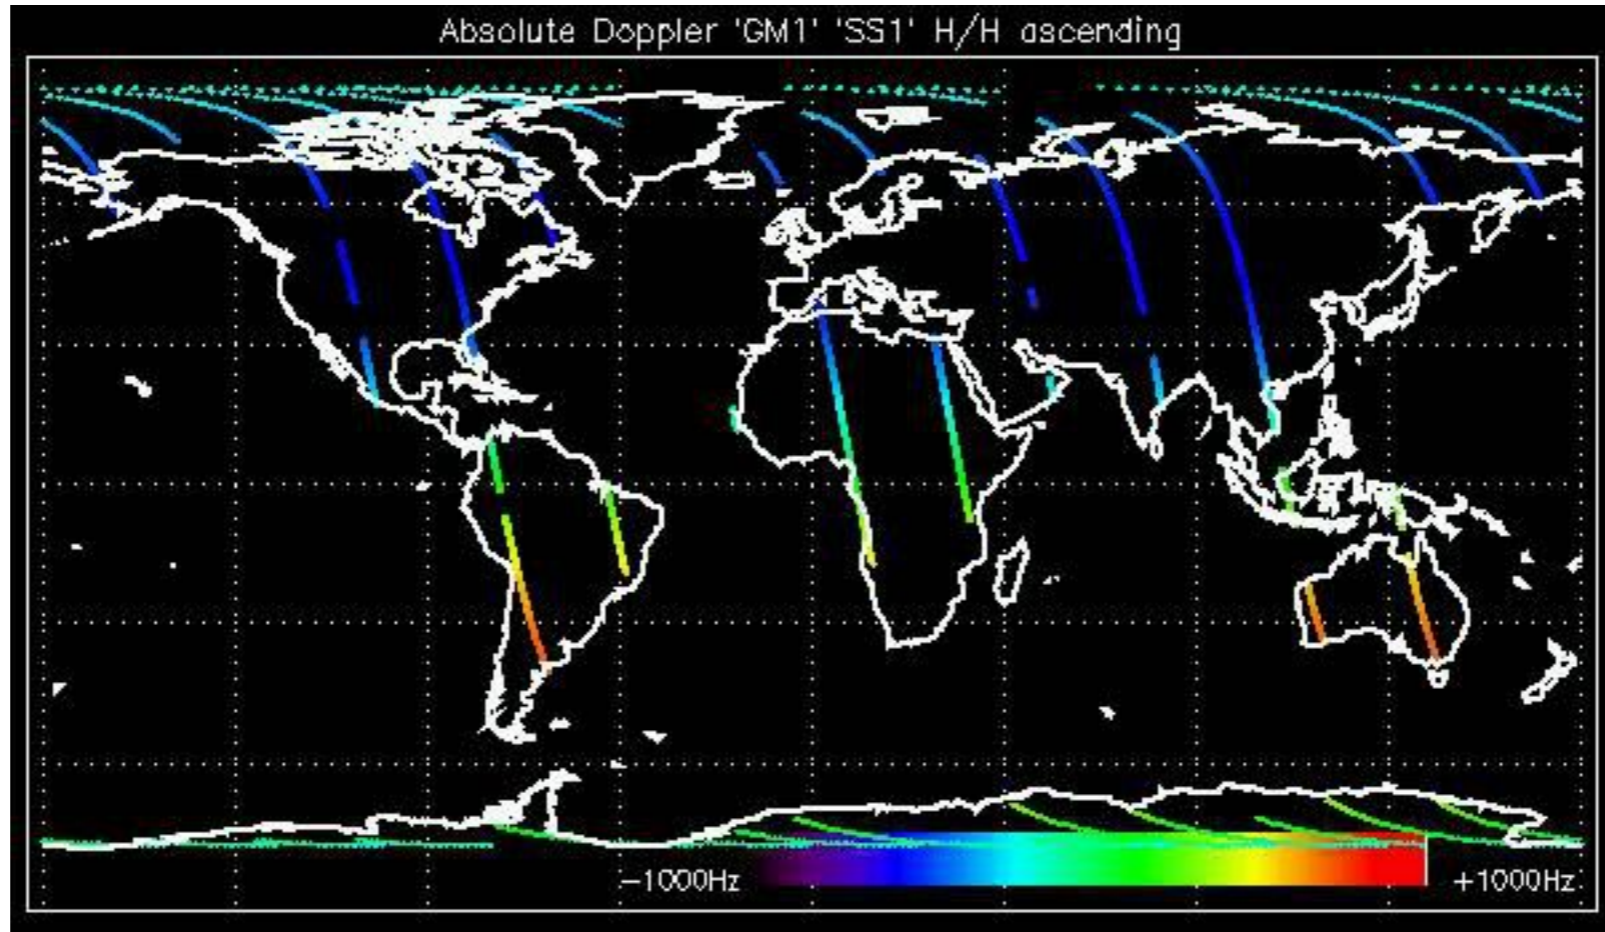 Absolute Doppler 'GM1' 'SS1' H/H ascending
−1000Hz
+1000Hz